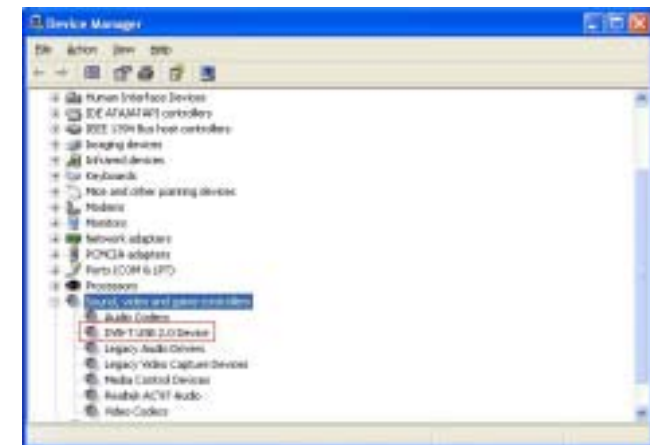 Device Manager
File Action View Help
Human Interface Devices
IDE ATA/ATAPI controllers
IEEE 1394 Bus host controllers
Imaging devices
Infrared devices
Keyboards
Mice and other pointing devices
Modems
Monitors
Network adapters
PCMCIA adapters
Ports (COM & LPT)
Processors
Sound, video and game controllers
Audio Codecs
DVB-T USB 2.0 Device
Legacy Audio Drivers
Legacy Video Capture Devices
Media Control Devices
Realtek AC'97 Audio
Video Codecs